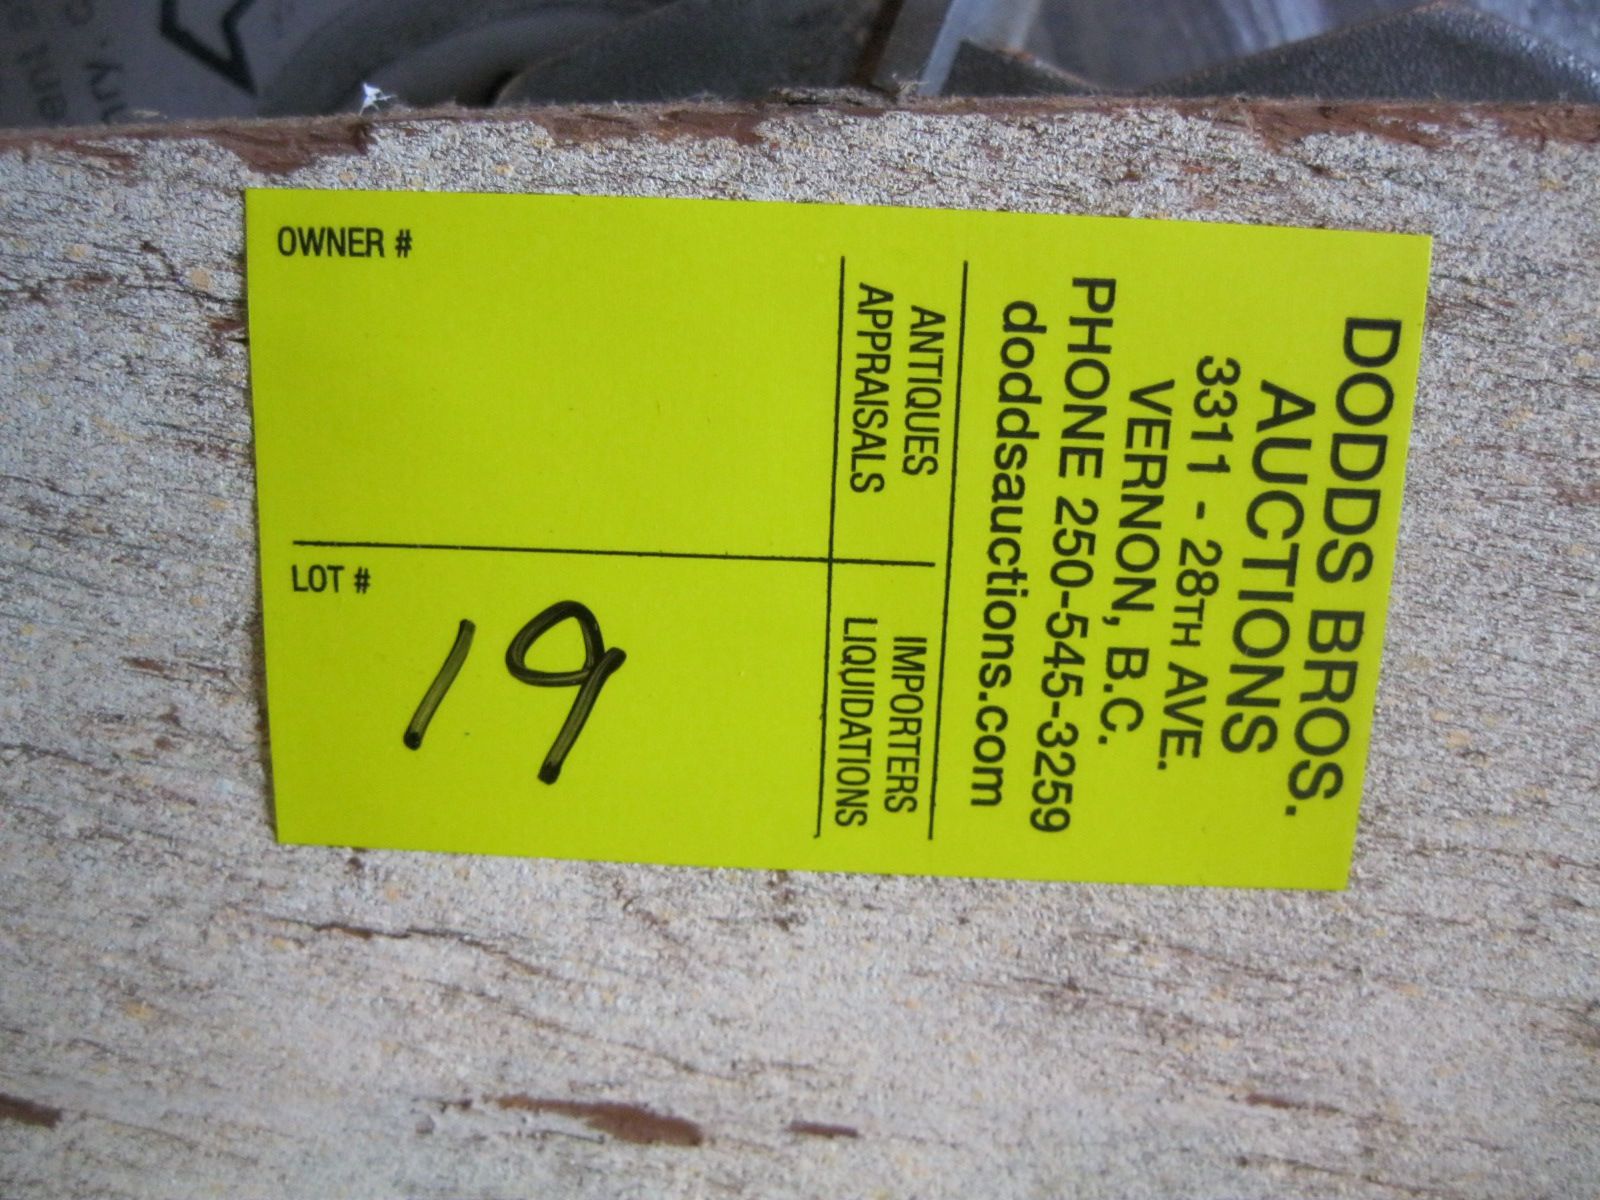 DODDS BROS.
AUCTIONS
3311 - 28TH AVE.
VERNON, B.C.
PHONE 250-545-3259
doddsauctions.com
ANTIQUES
APPRAISALS
IMPORTERS
LIQUIDATIONS
OWNER #
LOT #
19